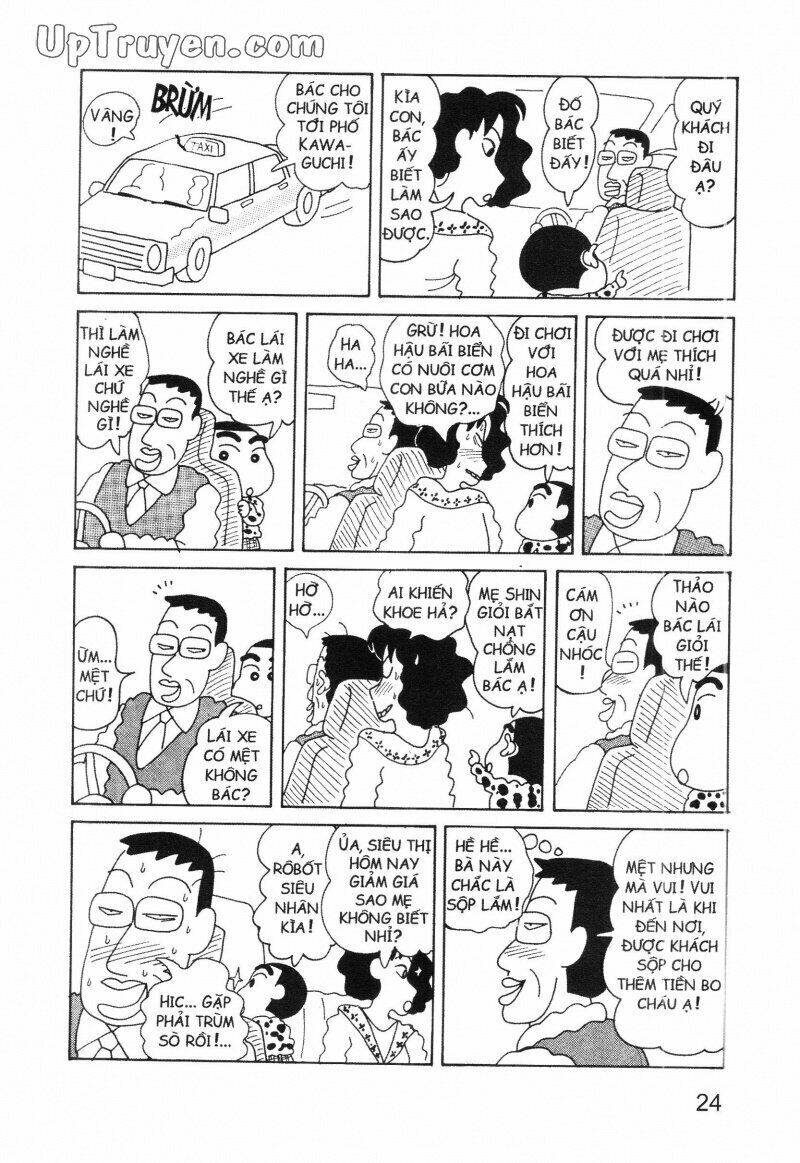 UpTruyen.com
QUÝ
KHÁCH
ĐI
ĐÂU
Ạ?
ĐỐ
BÁC
BIẾT
ĐẤY!
KÌA
CON,
BÁC
ẤY
BIẾT
LÀM
SAO
ĐƯỢC.
BÁC CHO
CHÚNG TÔI
TỚI PHỐ
KAWA-
GUCHI!
BRỪM
VÂNG
!
TAXI
ĐƯỢC ĐI CHƠI
VỚI MẸ THÍCH
QUÁ NHỈ!
ĐI CHƠI
VỚI
HOA
HẬU BÃI
BIỂN
THÍCH
HƠN!
GRỪ! HOA
HẬU BÃI BIỂN
CÓ NUÔI CƠM
CON BỮA NÀO
KHÔNG?...
HA
HA...
BÁC LÁI
XE LÀM
NGHỀ GÌ
THẾ Ạ?
THÌ LÀM
NGHỀ
LÁI XE
CHỨ
NGHỀ
GÌ!
THẢO
NÀO
BÁC LÁI
GIỎI
THẾ!
CÁM
ƠN
CẬU
NHÓC
!
MẸ SHIN
GIỎI BẮT
NẠT
CHỒNG
LẮM
BÁC Ạ!
AI KHIẾN
KHOE HẢ?
HỜ
HỜ...
LÁI XE
CÓ MỆT
KHÔNG
BÁC?
ỪM...
MỆT
CHỨ!
MỆT NHƯNG
MÀ VUI! VUI
NHẤT LÀ KHI
ĐẾN NƠI,
ĐƯỢC KHÁCH
SỘP CHO
THÊM TIỀN BO
CHÁU Ạ!
HỀ HỀ...
BÀ NÀY
CHẮC LÀ
SỘP LẮM!
ỦA, SIÊU THỊ
HÔM NAY
GIẢM GIÁ
SAO MẸ
KHÔNG BIẾT
NHỈ?
A,
RÔBỐT
SIÊU
NHÂN
KÌA!
HIC... GẶP
PHẢI TRÙM
SÒ RỒI!...
24